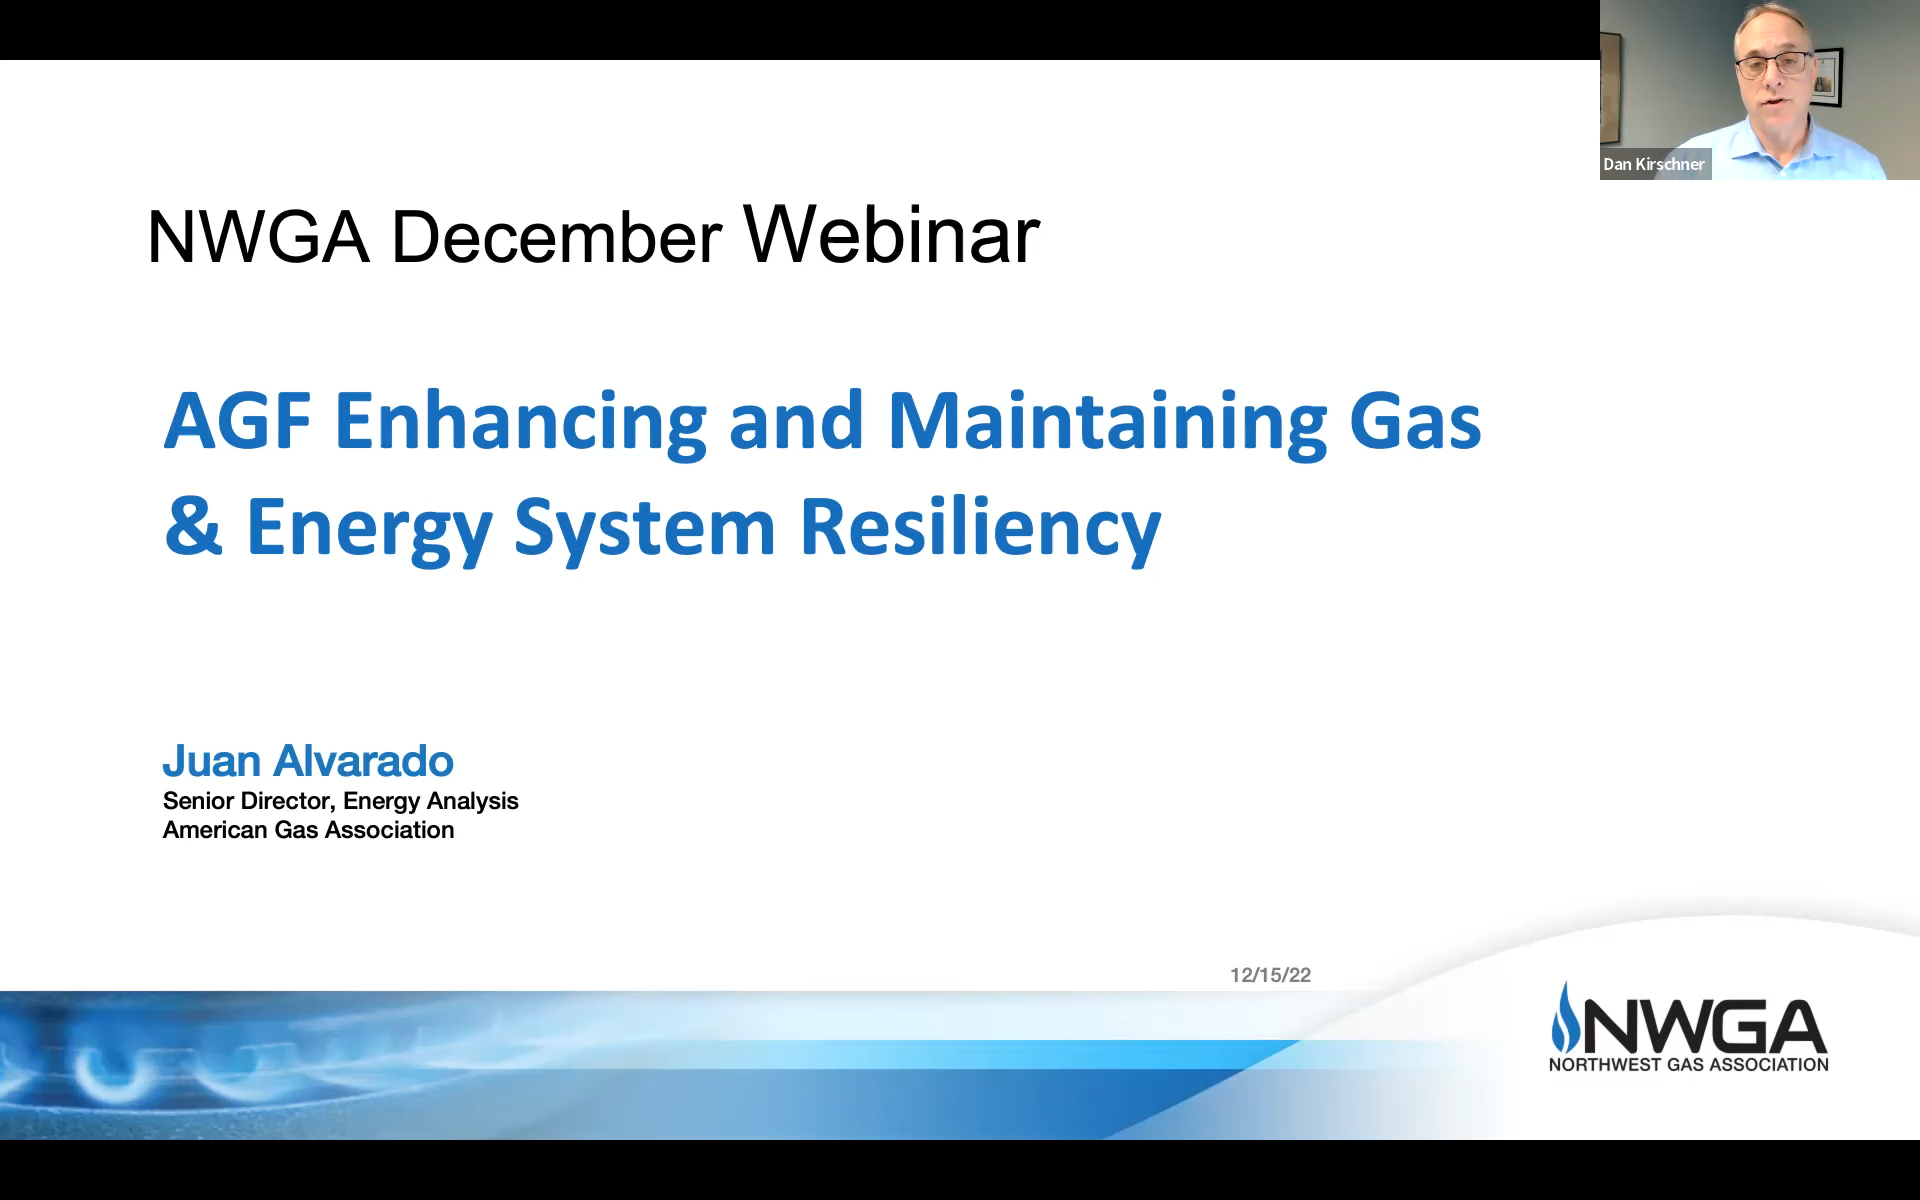 Dan Kirschner
NWGA December Webinar
AGF Enhancing and Maintaining Gas
& Energy System Resiliency
Juan Alvarado
Senior Director, Energy Analysis
American Gas Association
12/15/22
NWGA
NORTHWEST GAS ASSOCIATION